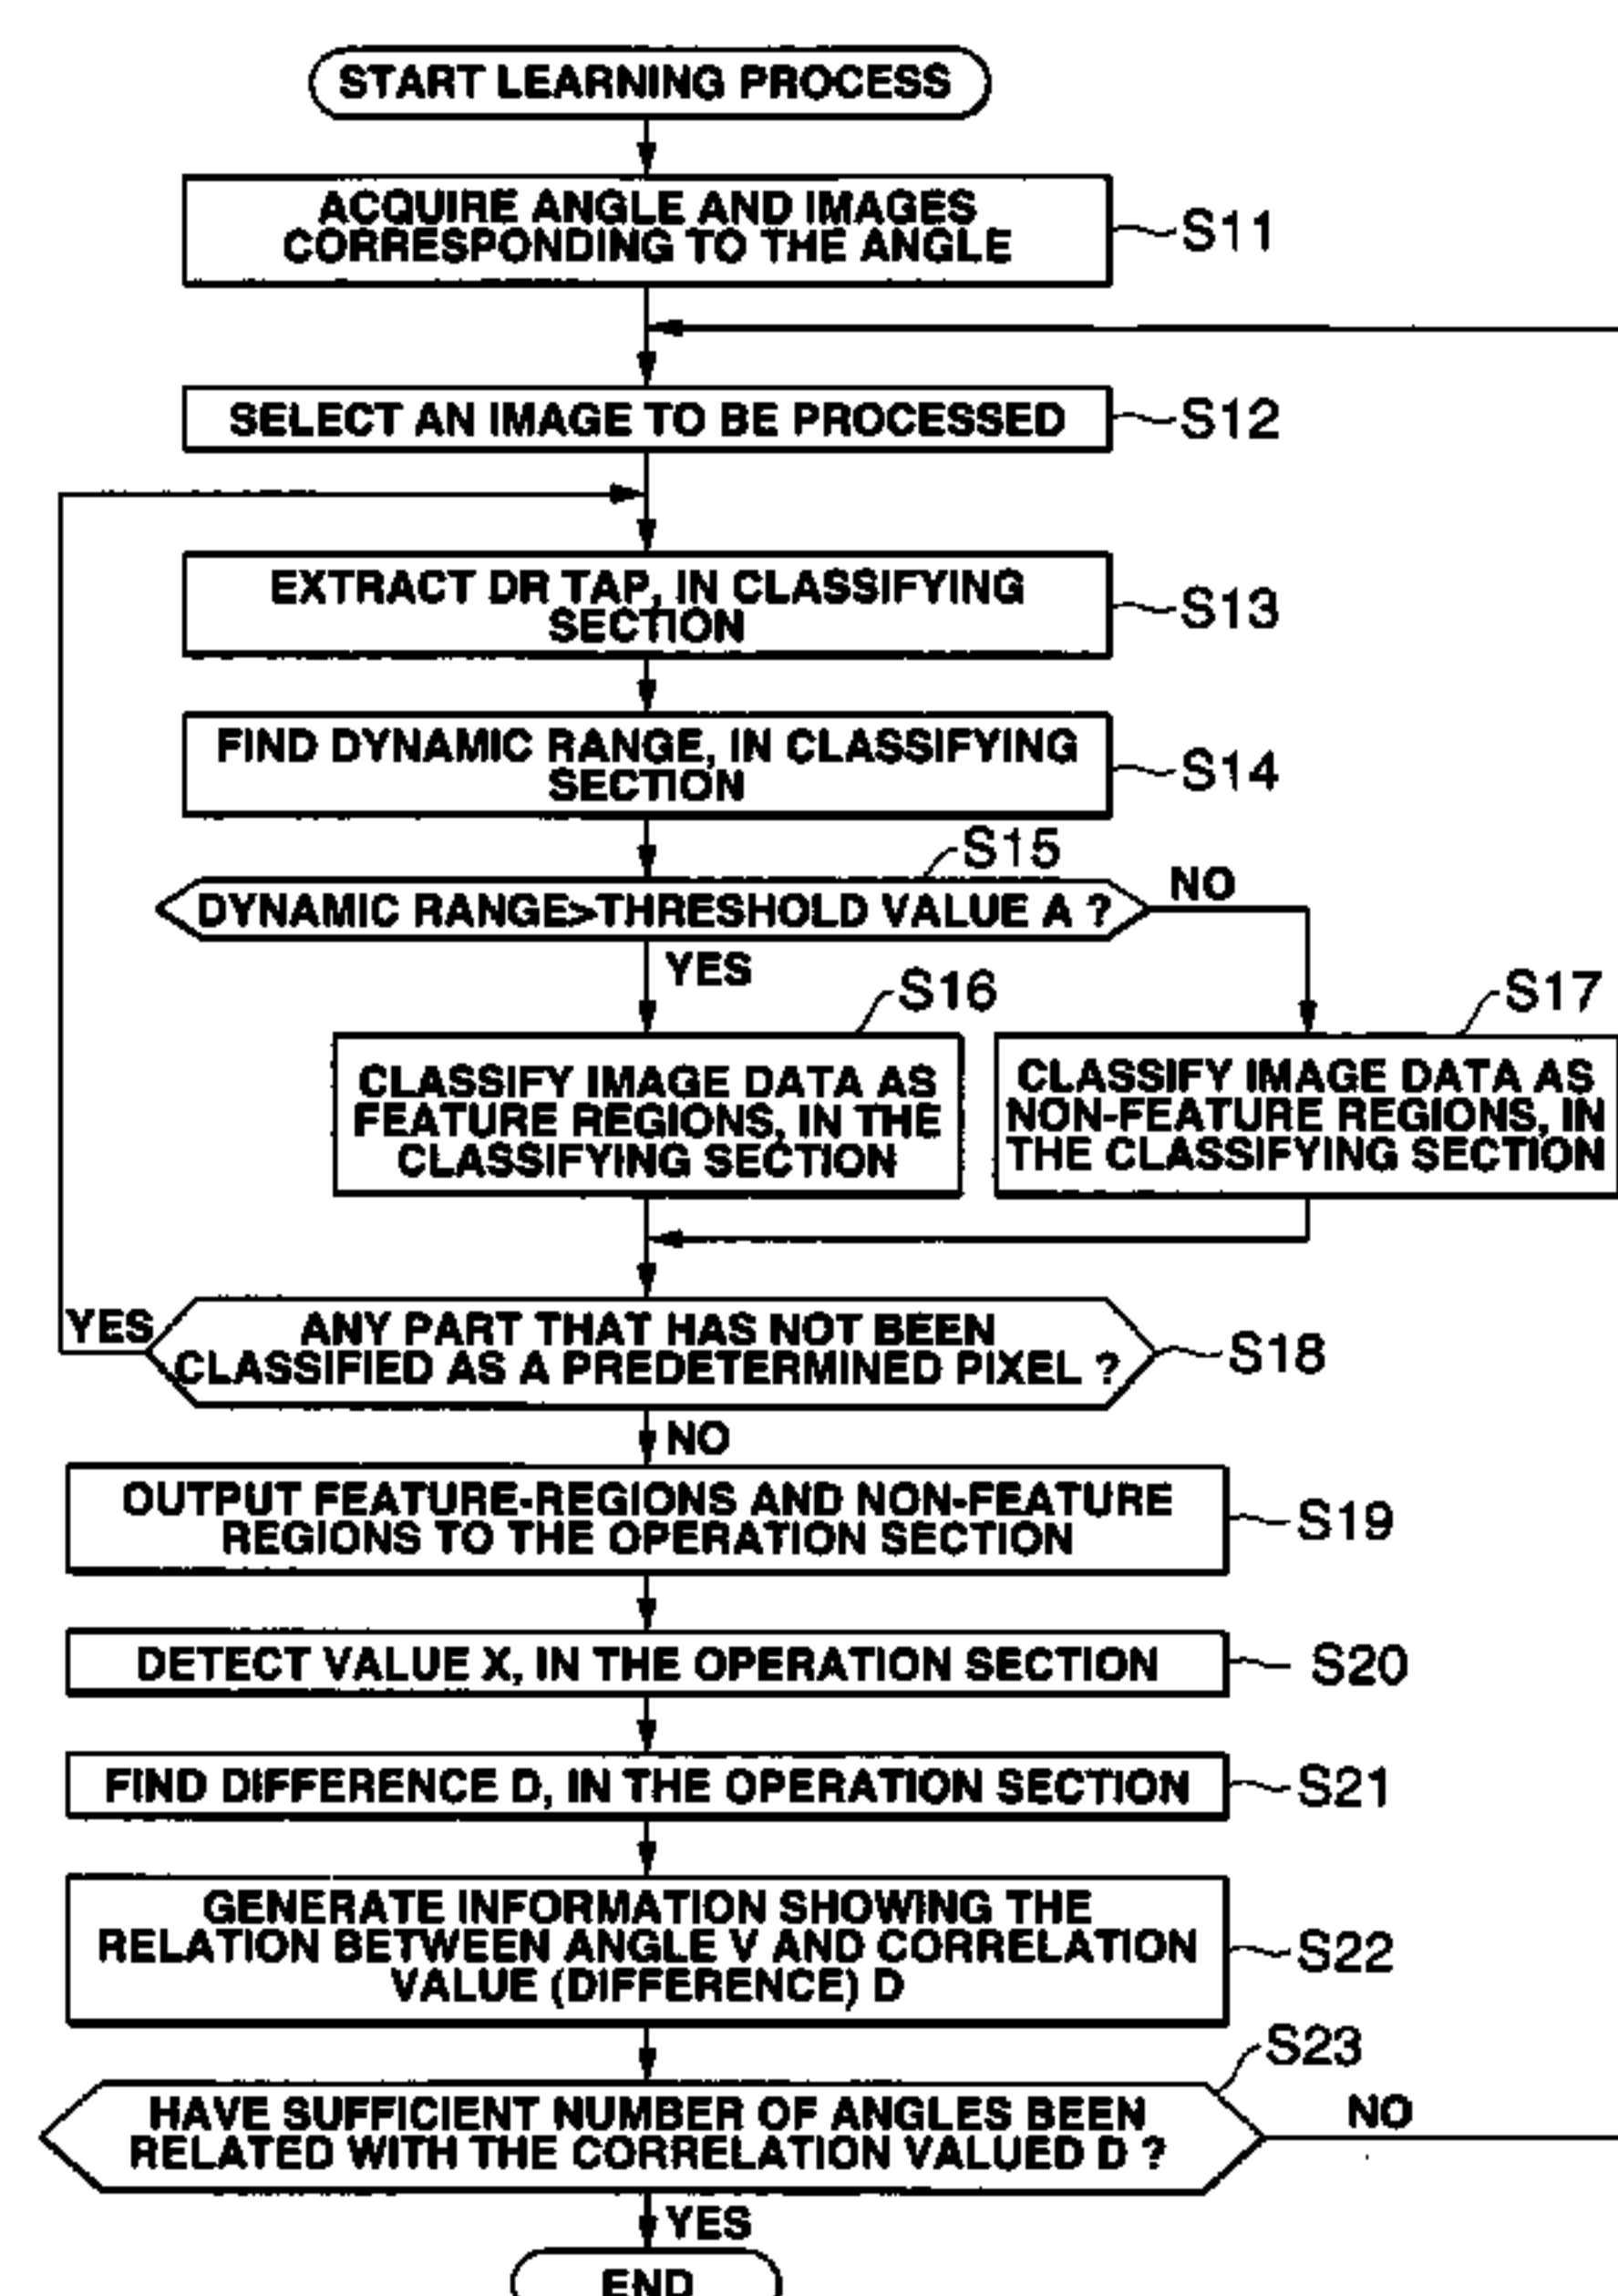 START LEARNING PROCESS
ACQUIRE ANGLE AND IMAGES
CORRESPONDING TO THE ANGLE
S11
SELECT AN IMAGE TO BE PROCESSED
S12
EXTRACT DR TAP, IN CLASSIFYING
SECTION
S13
FIND DYNAMIC RANGE, IN CLASSIFYING
SECTION
S14
S15
DYNAMIC RANGE>THRESHOLD VALUE A ?
NO
YES
S16
CLASSIFY IMAGE DATA AS
FEATURE REGIONS, IN THE
CLASSIFYING SECTION
S17
CLASSIFY IMAGE DATA AS
NON-FEATURE REGIONS, IN
THE CLASSIFYING SECTION
YES
ANY PART THAT HAS NOT BEEN
CLASSIFIED AS A PREDETERMINED PIXEL ?
S18
NO
OUTPUT FEATURE-REGIONS AND NON-FEATURE
REGIONS TO THE OPERATION SECTION
S19
DETECT VALUE X, IN THE OPERATION SECTION
S20
FIND DIFFERENCE D, IN THE OPERATION SECTION
S21
GENERATE INFORMATION SHOWING THE
RELATION BETWEEN ANGLE V AND CORRELATION
VALUE (DIFFERENCE) D
S22
S23
HAVE SUFFICIENT NUMBER OF ANGLES BEEN
RELATED WITH THE CORRELATION VALUED D ?
NO
YES
END